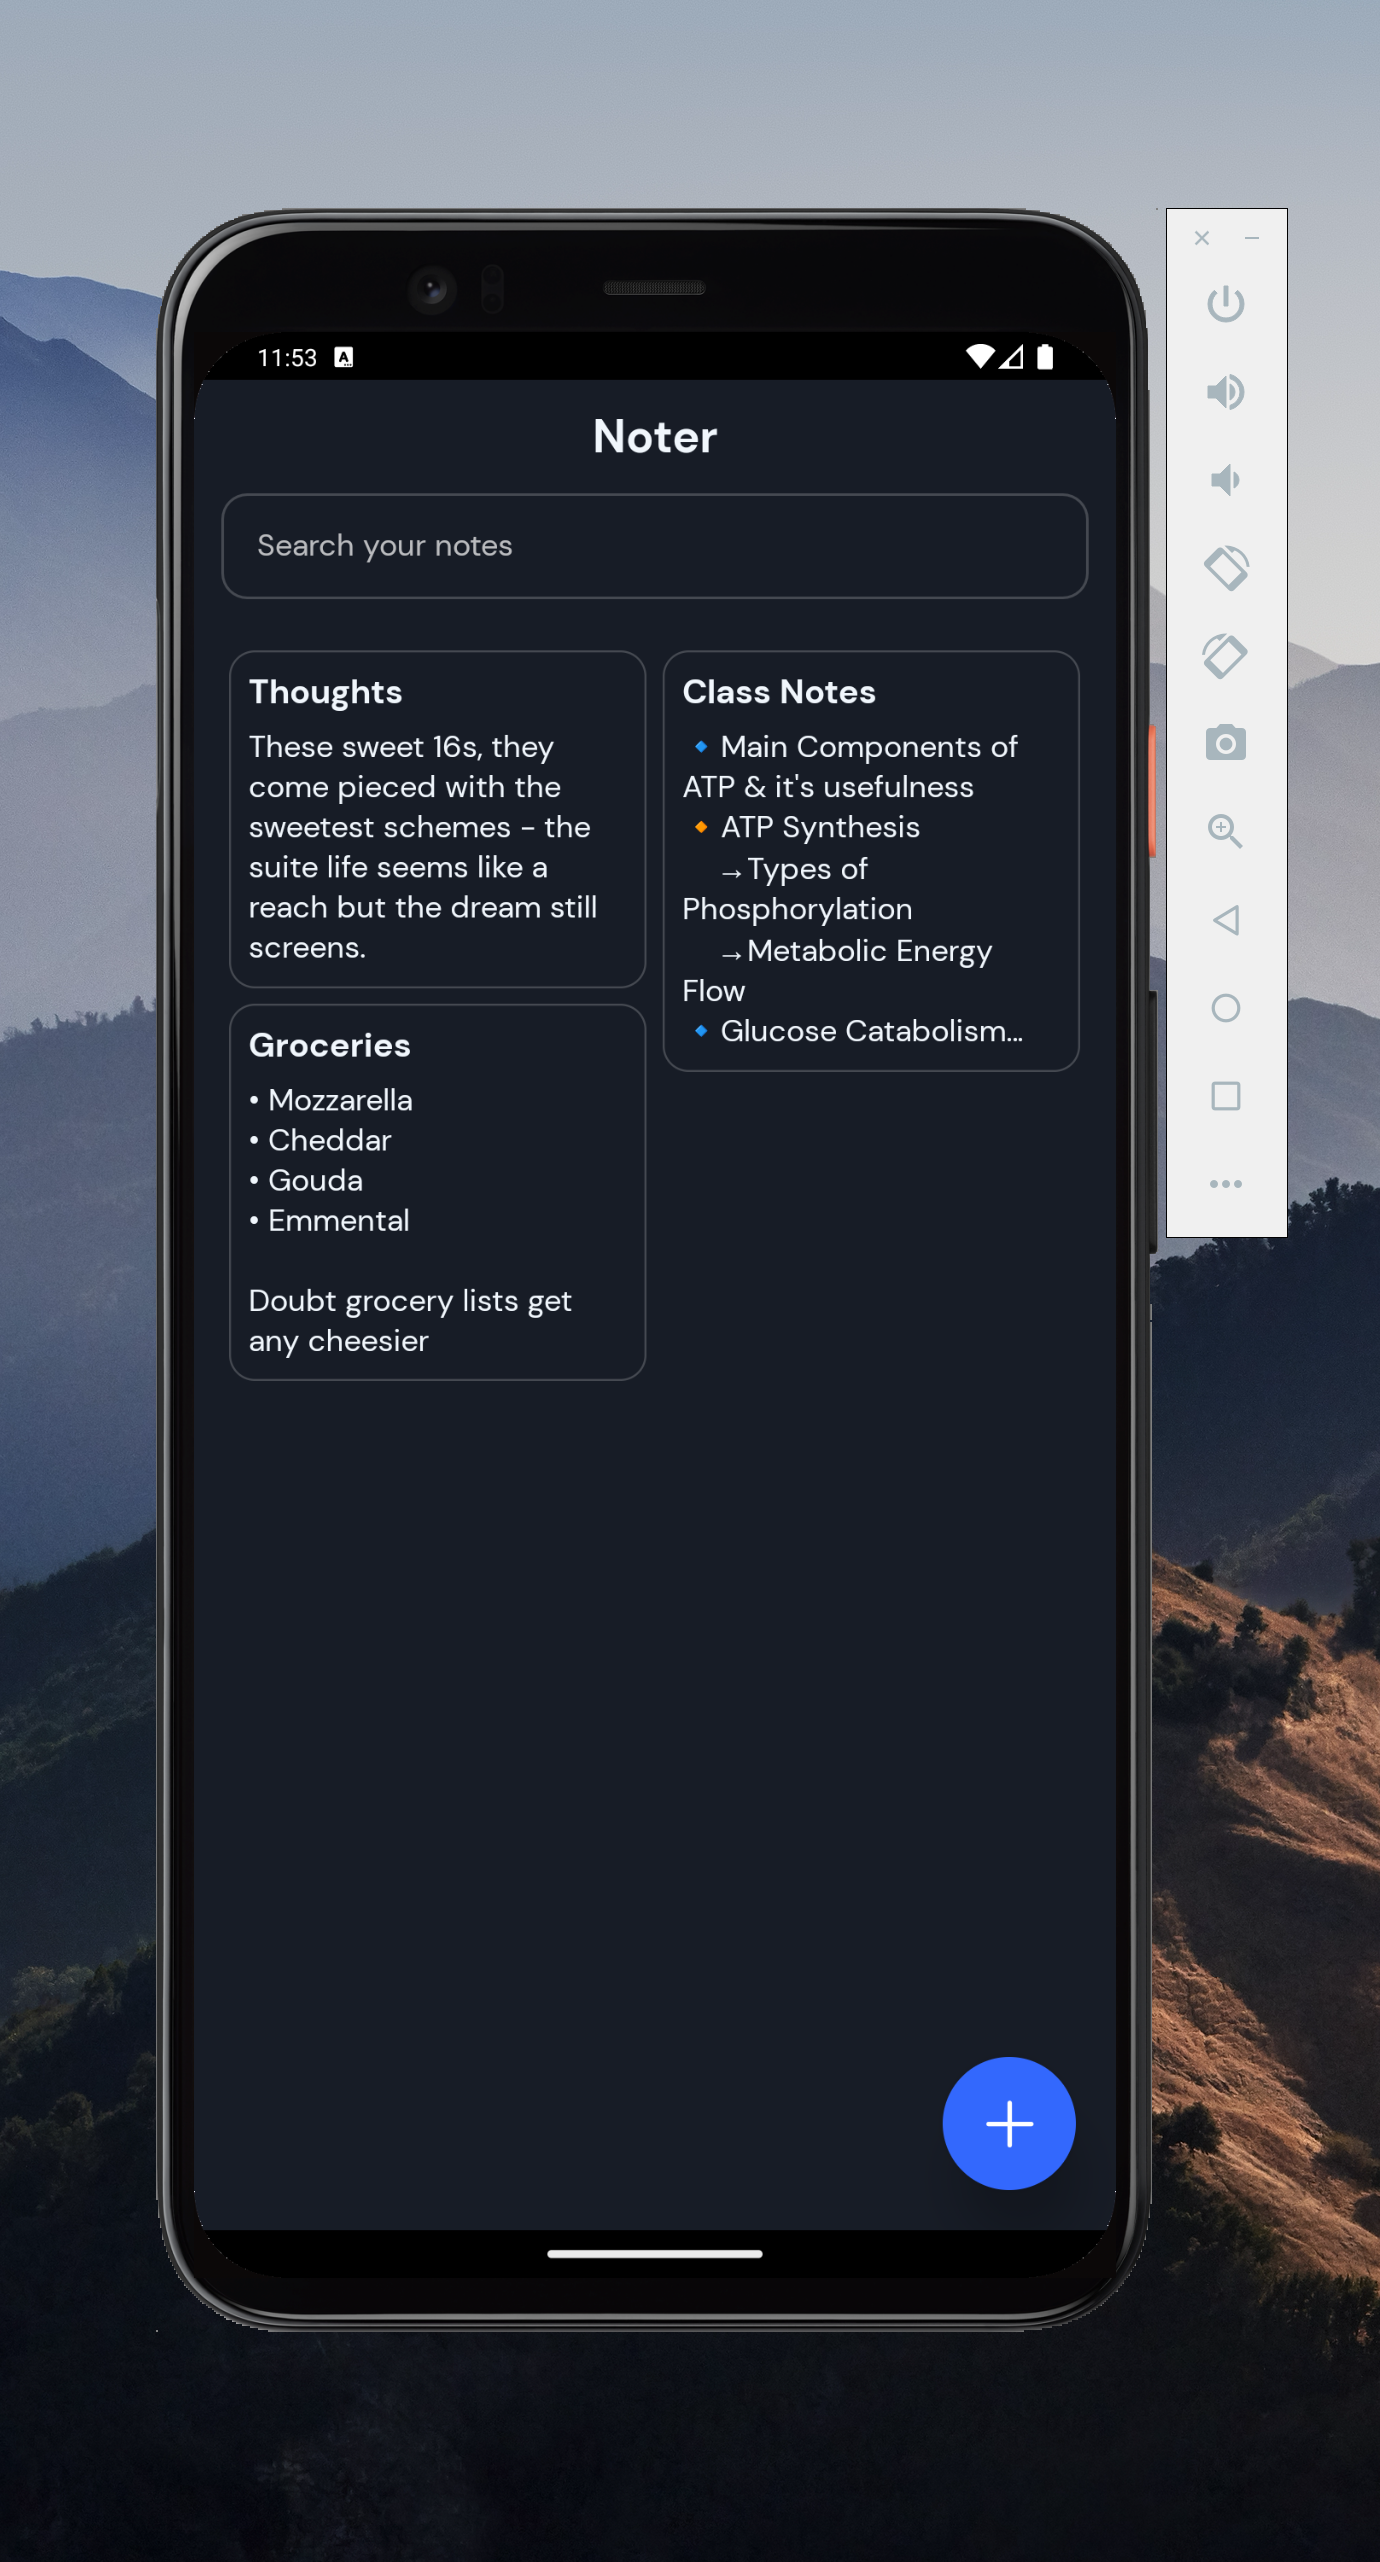 11:53
Noter
Search your notes
Thoughts
These sweet 16s, they
come pieced with the
sweetest schemes - the
suite life seems like a
reach but the dream still
screens.
Groceries
• Mozzarella
• Cheddar
• Gouda
• Emmental
Doubt grocery lists get
any cheesier
Class Notes
🔹 Main Components of
ATP & it's usefulness
🔸 ATP Synthesis
→Types of
Phosphorylation
→Metabolic Energy
Flow
🔹 Glucose Catabolism...